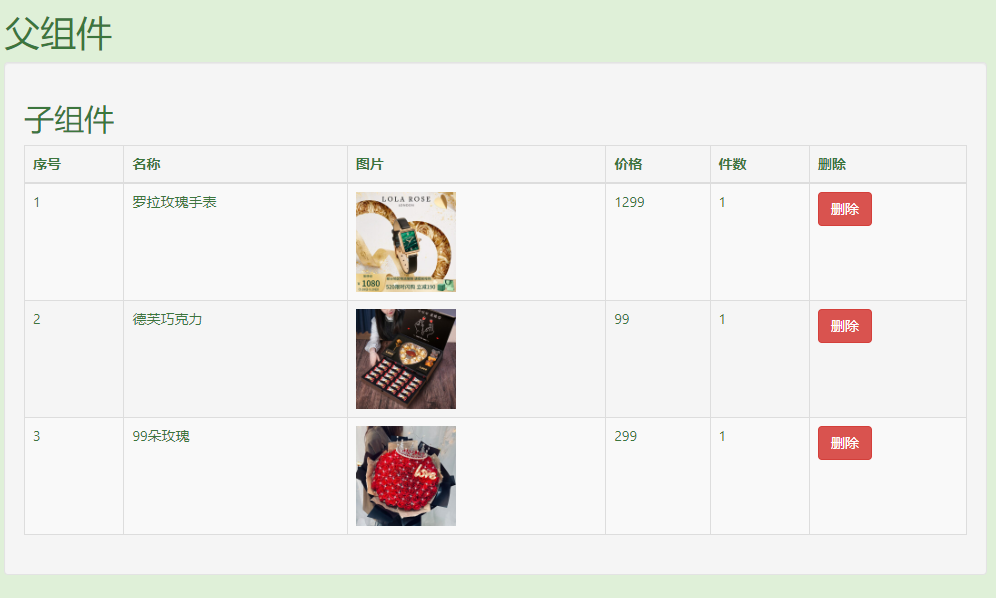 父组件
子组件
序号 名称 图片 价格 件数 删除
1 罗拉玫瑰手表 1299 1 删除
LOLA ROSE
1080
2 德芙巧克力 99 1 删除
3 99朵玫瑰 299 1 删除
love